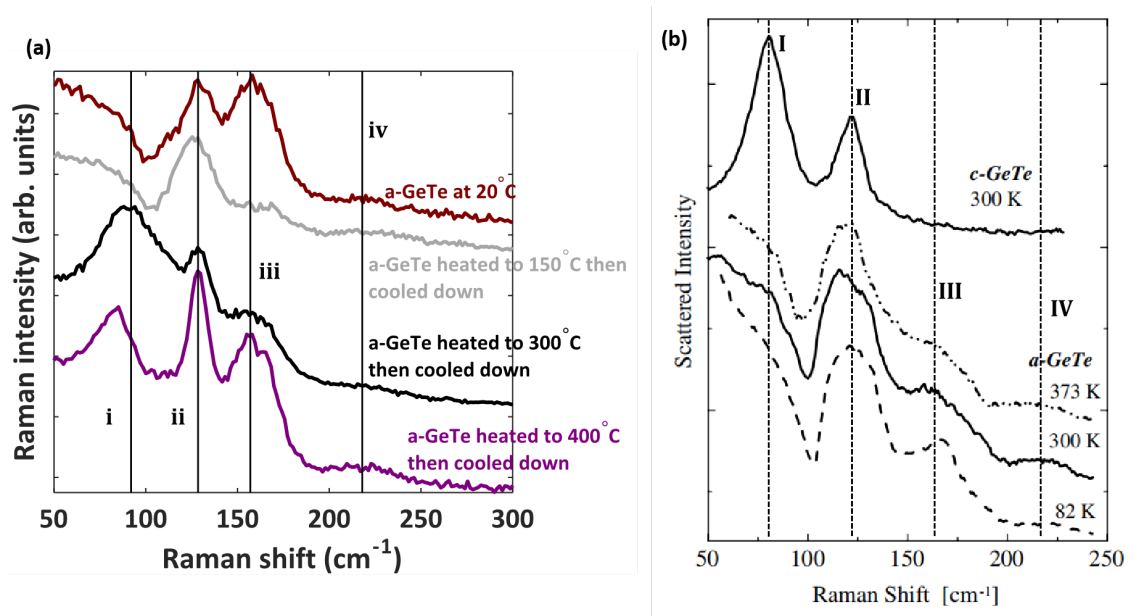 (a)
Raman intensity (arb. units)
iv
a-GeTe at 20°C
a-GeTe heated to 150°C then
cooled down
iii
a-GeTe heated to 300°C
then cooled down
i
ii
a-GeTe heated to 400°C
then cooled down
50
100
150
200
250
300
Raman shift (cm⁻¹)
(b)
Scattered Intensity
I
II
c-GeTe
300 K
III
IV
a-GeTe
373 K
300 K
82 K
50
100
150
200
250
Raman Shift [cm⁻¹]